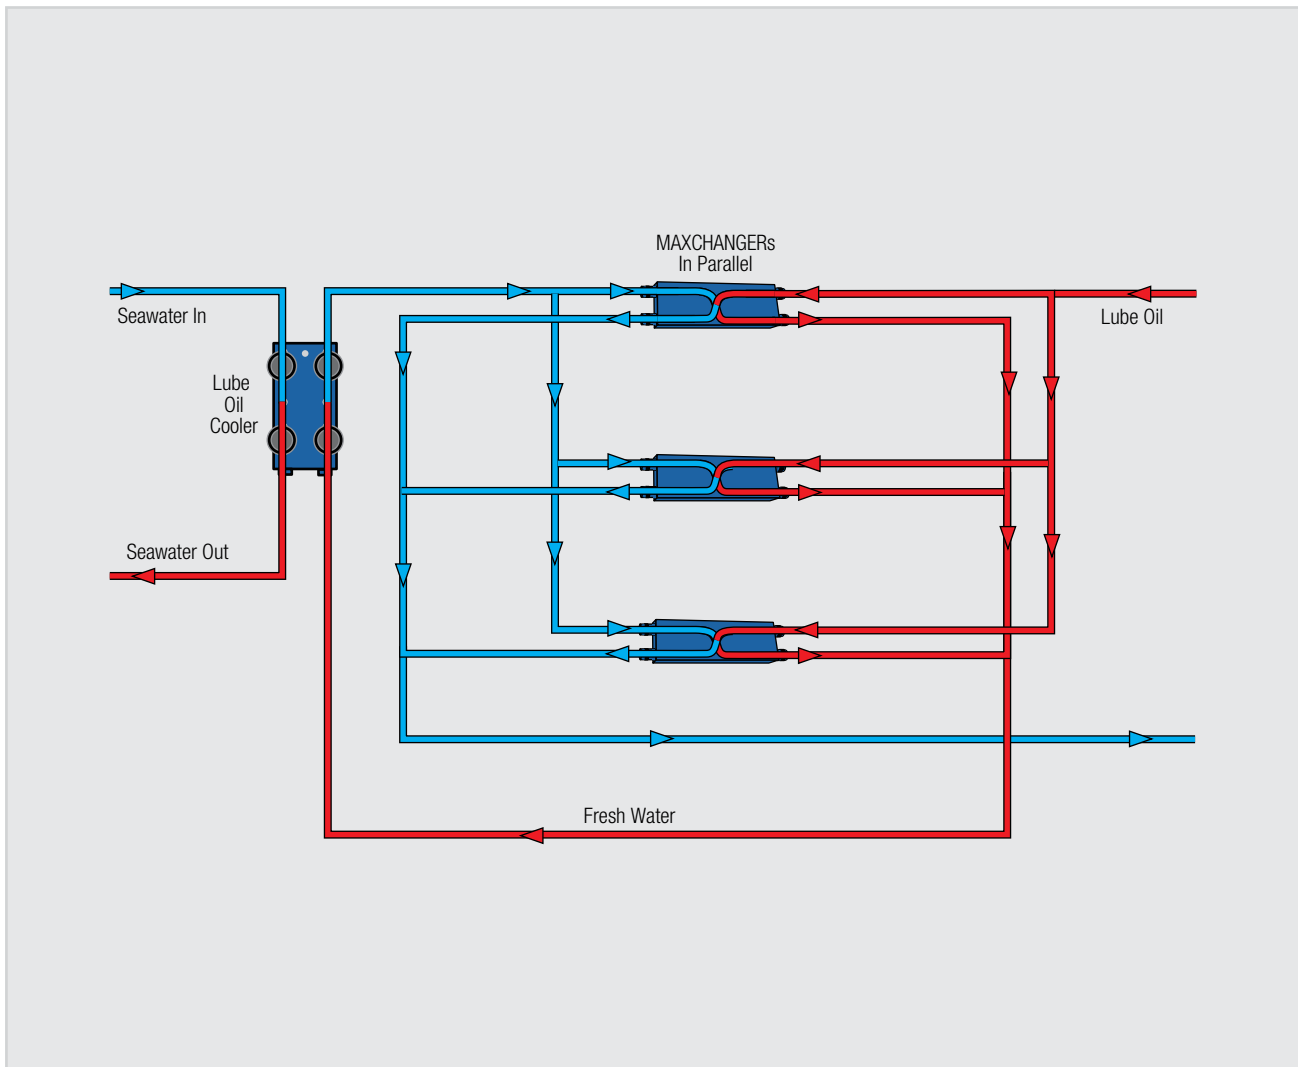 MAXCHANGERs
In Parallel
Seawater In
Lube Oil
Lube
Oil
Cooler
Seawater Out
Fresh Water